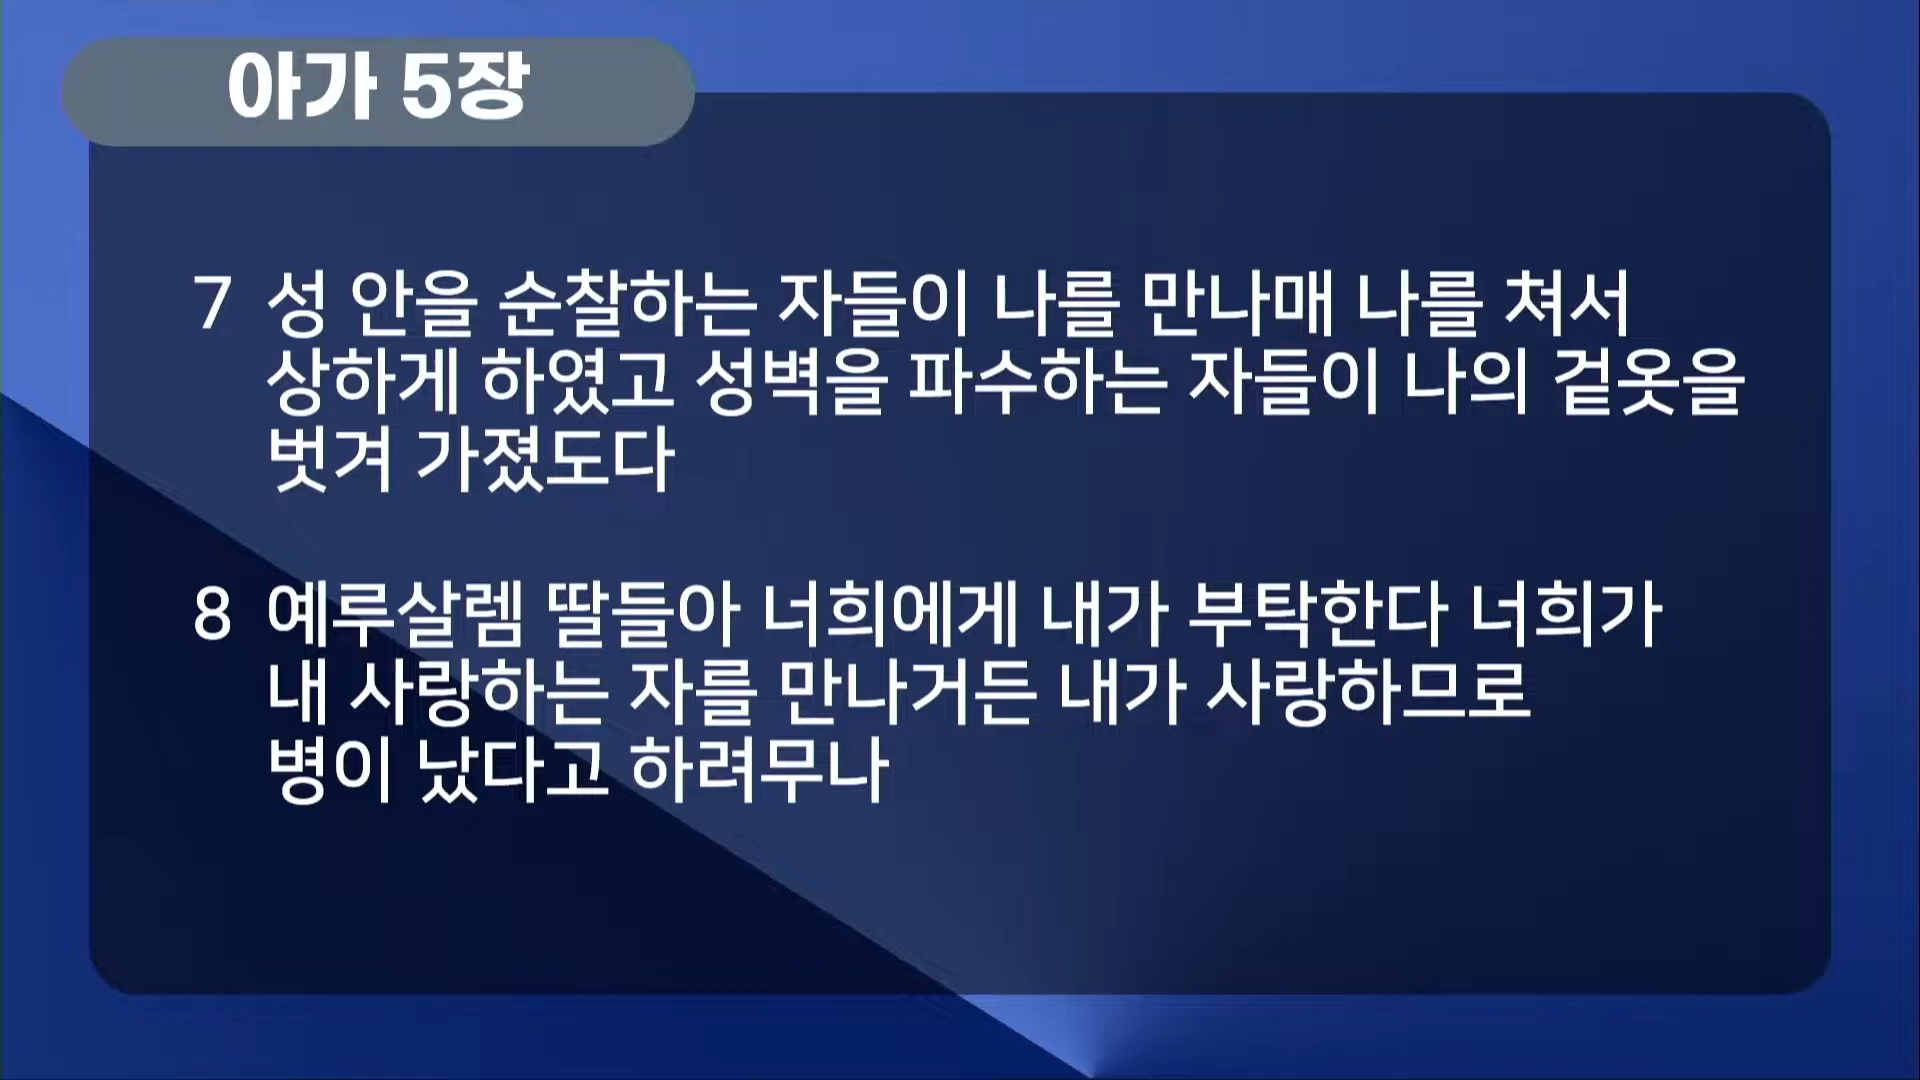 아가 5장
7 성 안을 순찰하는 자들이 나를 만나매 나를 쳐서
상하게 하였고 성벽을 파수하는 자들이 나의 겉옷을
벗겨 가졌도다
8 예루살렘 딸들아 너희에게 내가 부탁한다 너희가
내 사랑하는 자를 만나거든 내가 사랑하므로
병이 났다고 하려무나